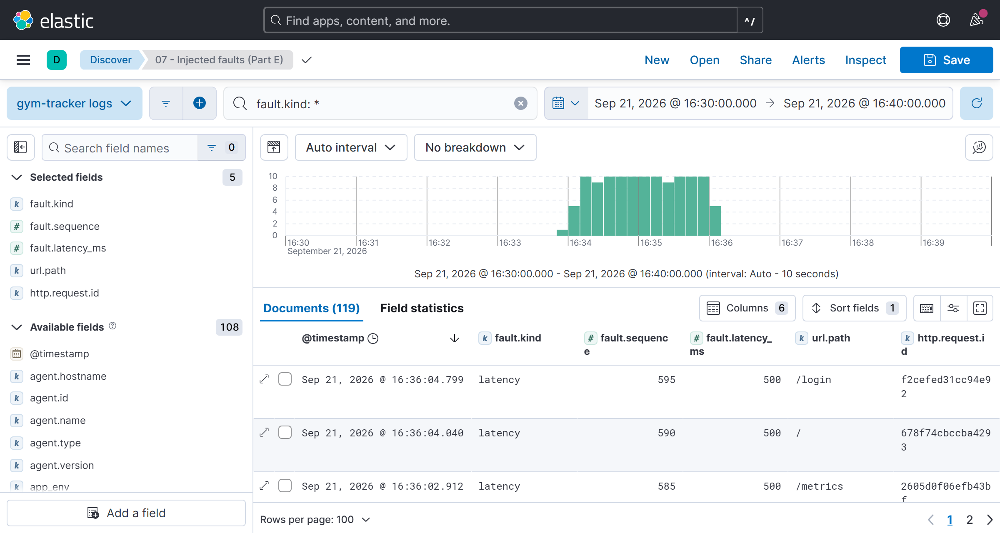 elastic
Find apps, content, and more.
^/
D
Discover
07 - Injected faults (Part E)
New
Open
Share
Alerts
Inspect
Save
gym-tracker logs
fault.kind: *
Sep 21, 2026 @ 16:30:00.000 → Sep 21, 2026 @ 16:40:00.000
Search field names
0
Auto interval
No breakdown
Selected fields
5
fault.kind
fault.sequence
fault.latency_ms
url.path
http.request.id
Available fields
108
@timestamp
agent.hostname
agent.id
agent.name
agent.type
agent.version
app_env
Add a field
10
8
6
4
2
0
16:30
16:31
16:32
16:33
16:34
16:35
16:36
16:37
16:38
16:39
September 21, 2026
Sep 21, 2026 @ 16:30:00.000 - Sep 21, 2026 @ 16:40:00.000 (interval: Auto - 10 seconds)
Documents (119)
Field statistics
Columns 6
Sort fields 1
@timestamp
k fault.kind
# fault.sequenc
e
# fault.latency_
ms
k url.path
k http.request.i
d
Sep 21, 2026 @ 16:36:04.799 latency 595 500 /login f2cefed31cc94e9
2
Sep 21, 2026 @ 16:36:04.040 latency 590 500 / 678f74cbccba429
3
Sep 21, 2026 @ 16:36:02.912 latency 585 500 /metrics 2605d0f06efb43b
f
Rows per page: 100
1
2